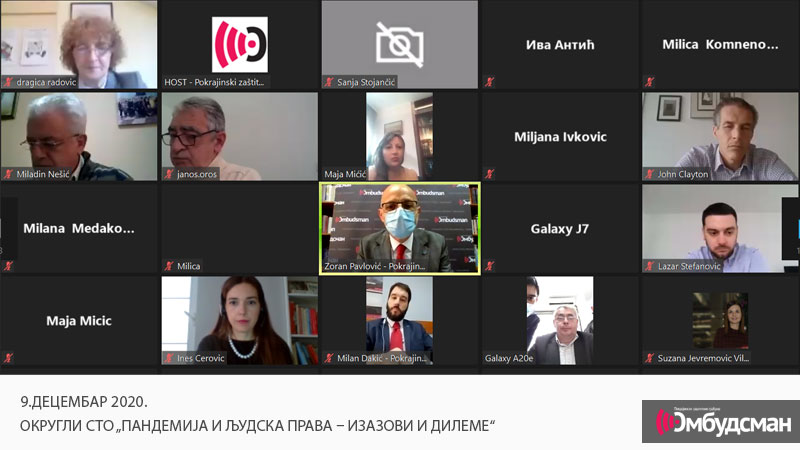 dragica radovic
HOST - Pokrajinski zaštit...
Sanja Stojančić
Ива Антић
Milica Komneno...
Miladin Nešić
janos.oros
Maja Mićić
Miljana Ivkovic
John Clayton
Milana Medako...
Milica
Ombudsman
Zoran Pavlović - Pokrajin...
Galaxy J7
Lazar Stefanovic
Maja Micic
Ines Cerovic
Milan Dakić - Pokrajin...
Galaxy A20e
Suzana Jevremovic Vil...
9.ДЕЦЕМБАР 2020.
ОКРУГЛИ СТО „ПАНДЕМИЈА И ЉУДСКА ПРАВА – ИЗАЗОВИ И ДИЛЕМЕ“
Омбудсман